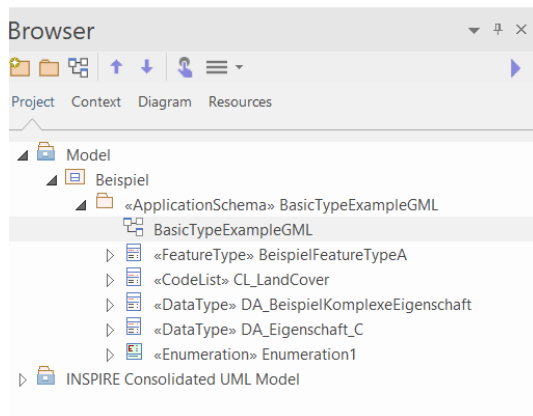 Browser
Project Context Diagram Resources
Model
Beispiel
«ApplicationSchema» BasicTypeExampleGML
BasicTypeExampleGML
«FeatureType» BeispielFeatureTypeA
«CodeList» CL_LandCover
«DataType» DA_BeispielKomplexeEigenschaft
«DataType» DA_Eigenschaft_C
«Enumeration» Enumeration1
INSPIRE Consolidated UML Model